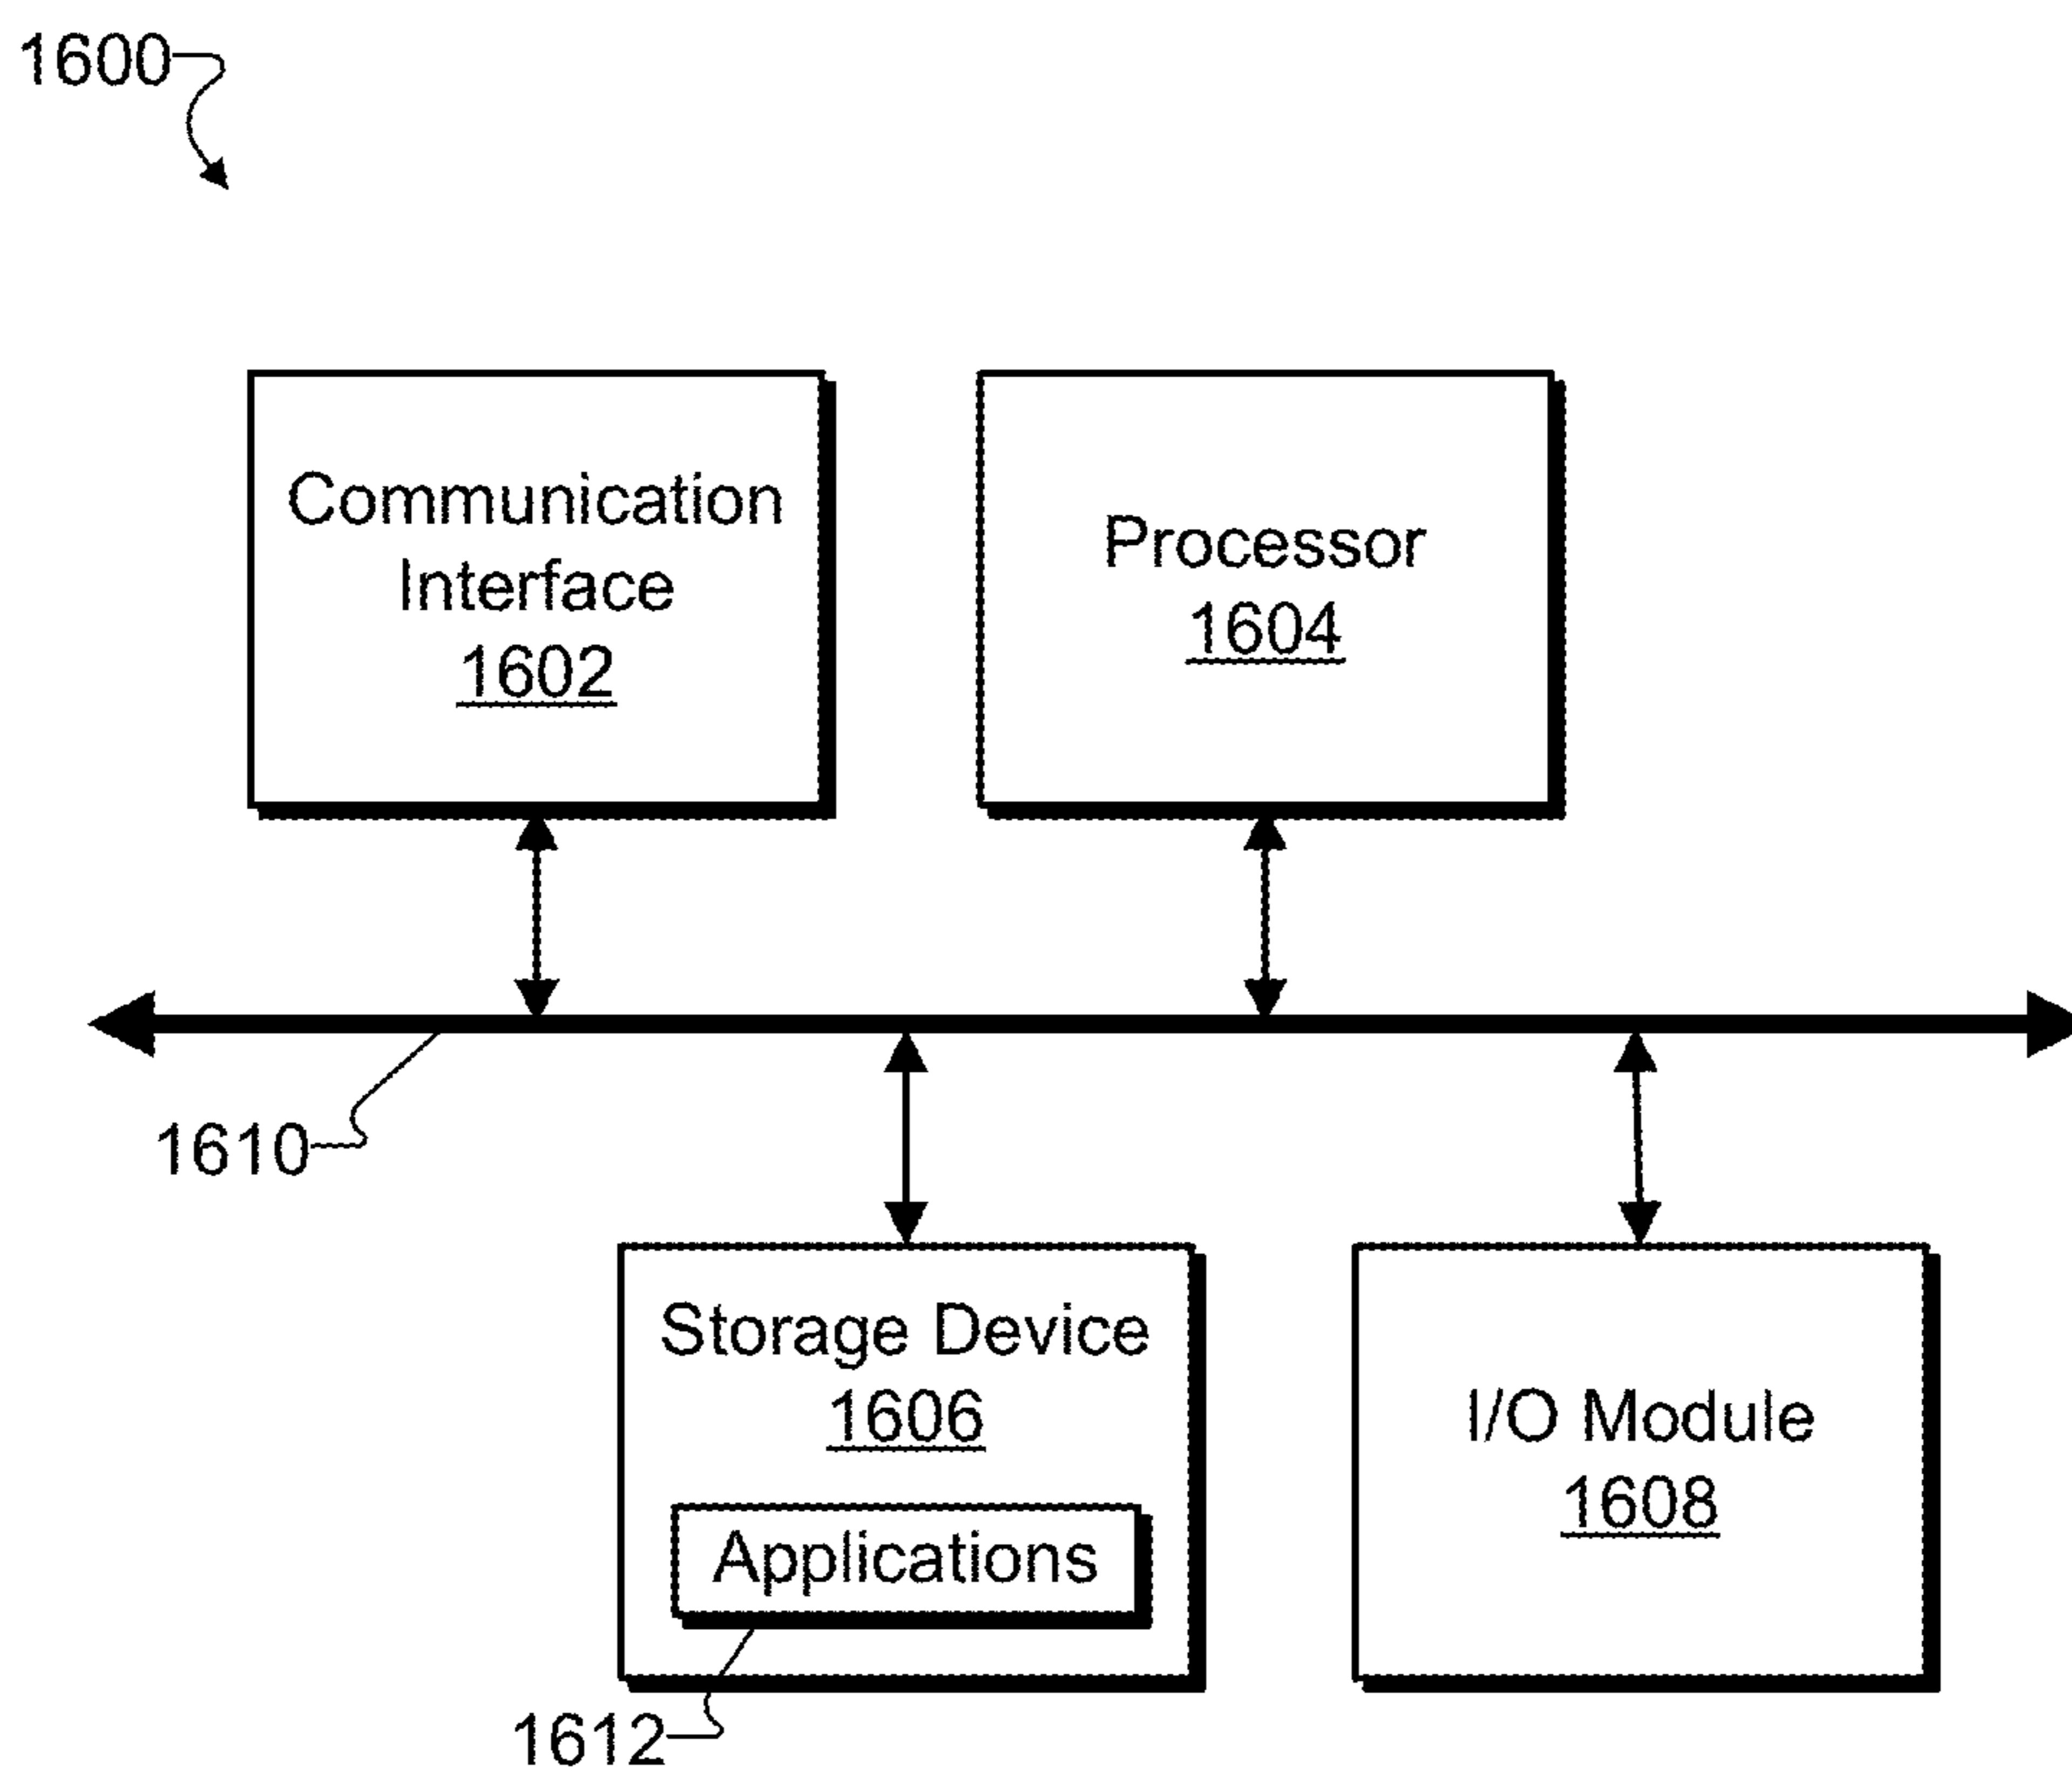 1600
Communication
Interface
1602
Processor
1604
1610
Storage Device
1606
Applications
1612
I/O Module
1608